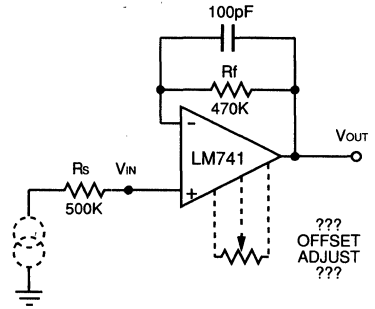 100pF
Rf
470K
-
LM741
+
VOUT
RS
VIN
500K
???
OFFSET
ADJUST
???